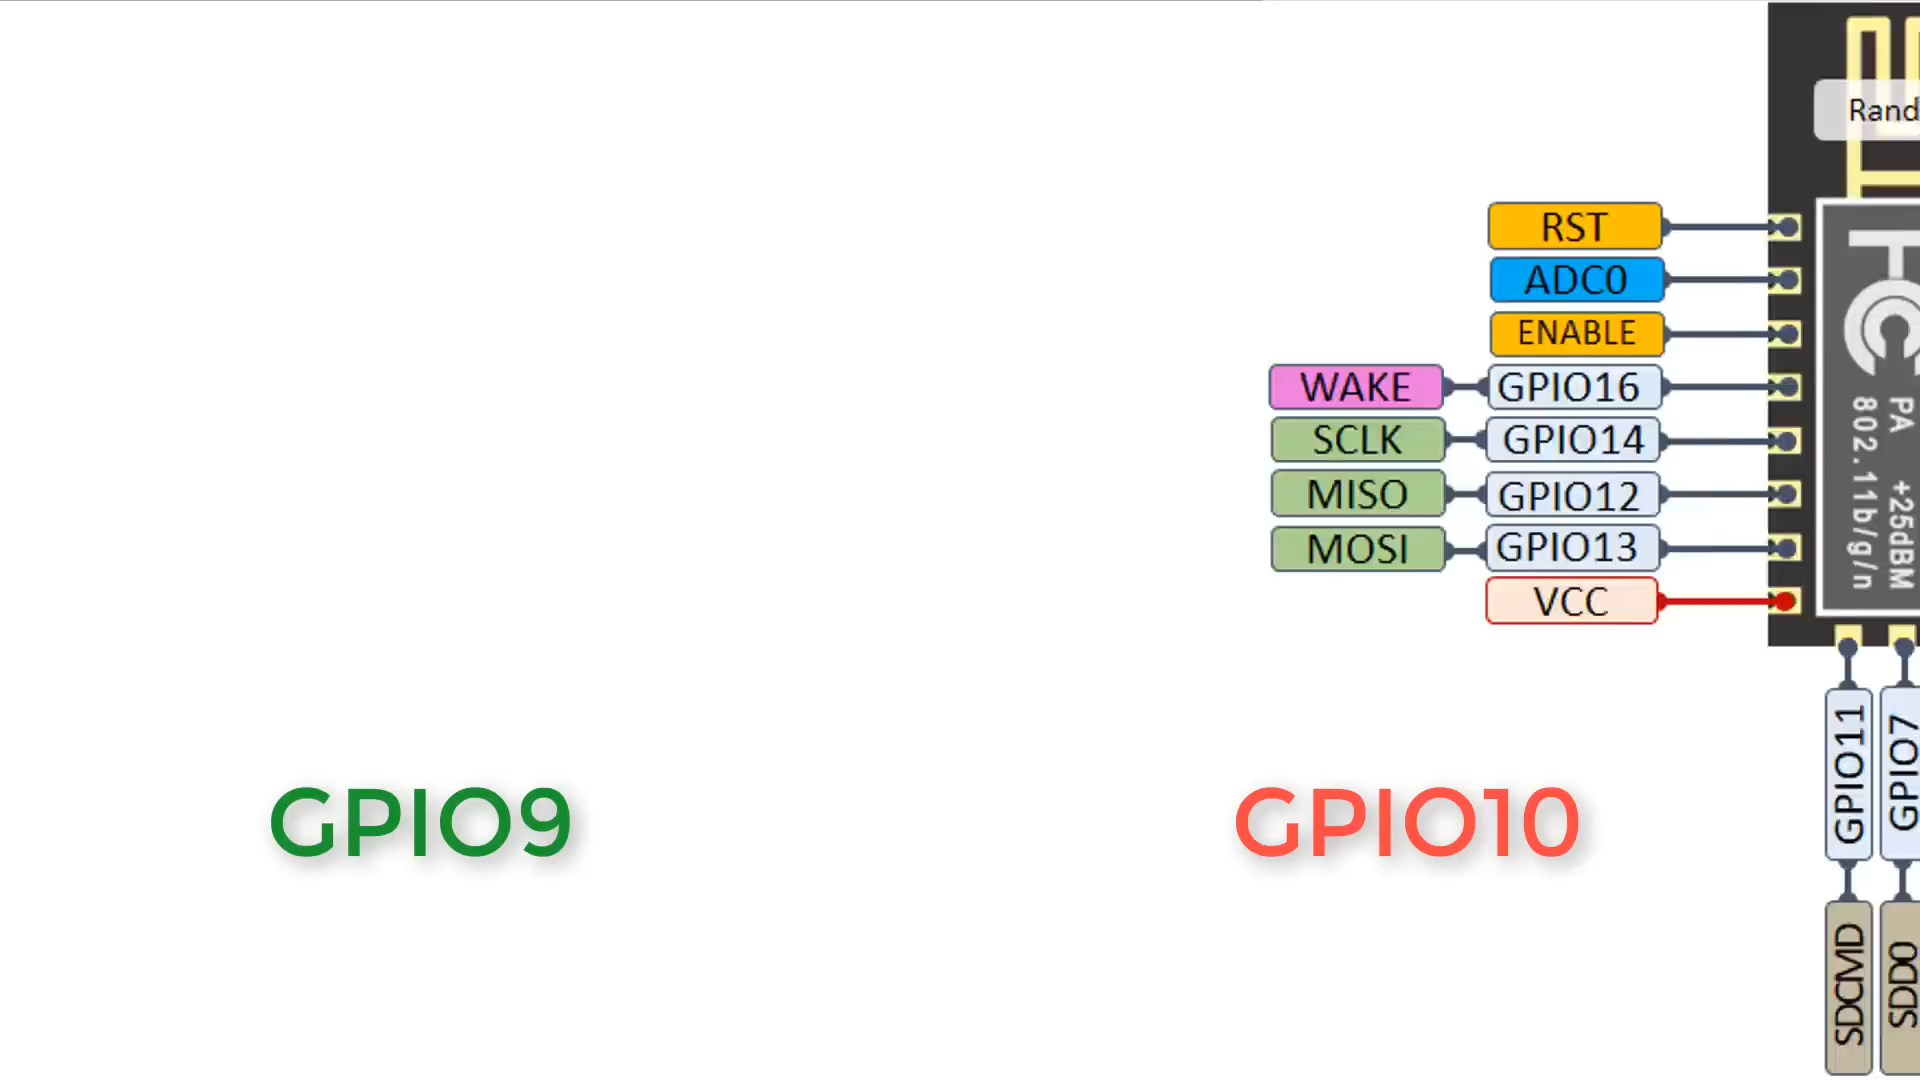 Rand
RST
ADC0
ENABLE
WAKE GPIO16
SCLK GPIO14
MISO GPIO12
MOSI GPIO13
VCC
PA +25dBM
802.11b/g/n
GPIO11
GPIO7
SDCMD
SDD0
GPIO9
GPIO10